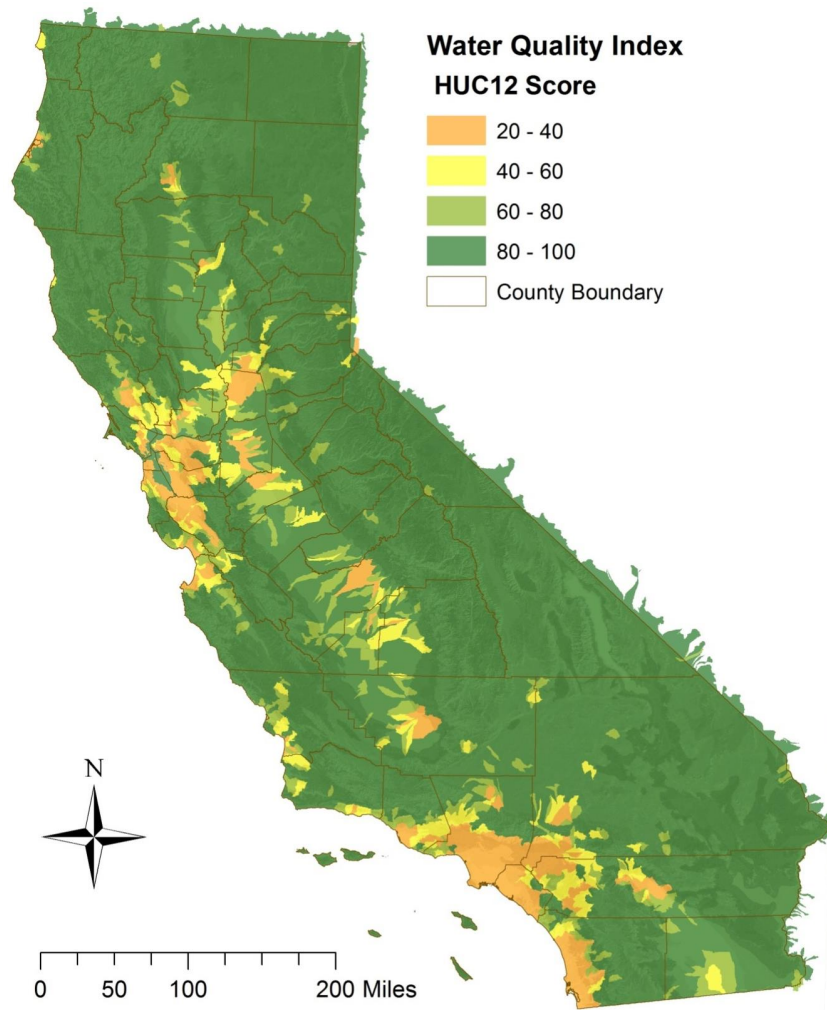 Water Quality Index
HUC12 Score
20 - 40
40 - 60
60 - 80
80 - 100
County Boundary
N
0 50 100 200 Miles